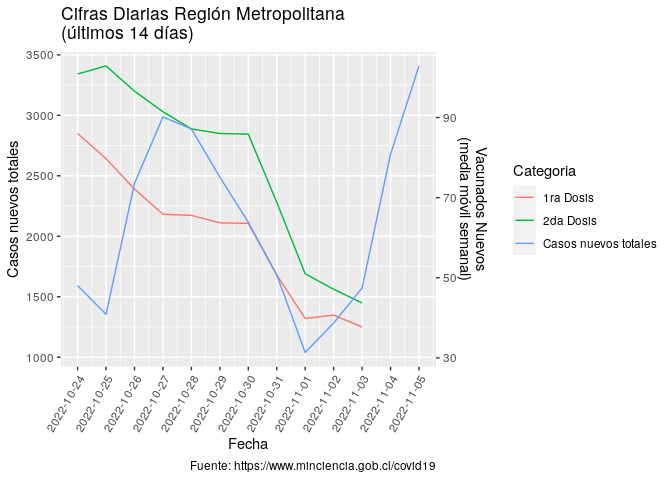 Cifras Diarias Región Metropolitana
(últimos 14 días)
3500
3000
2500
2000
1500
1000
Casos nuevos totales
90
70
50
30
Vacunados Nuevos
(media móvil semanal)
2022-10-24
2022-10-25
2022-10-26
2022-10-27
2022-10-28
2022-10-29
2022-10-30
2022-10-31
2022-11-01
2022-11-02
2022-11-03
2022-11-04
2022-11-05
Fecha
Categoria
1ra Dosis
2da Dosis
Casos nuevos totales
Fuente: https://www.minciencia.gob.cl/covid19